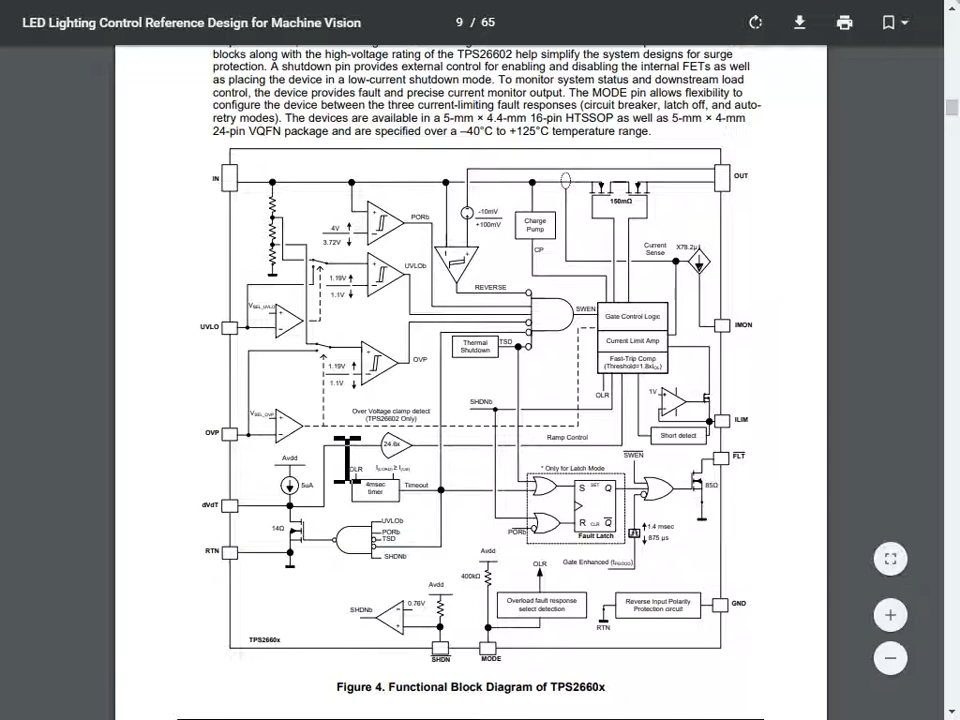 LED Lighting Control Reference Design for Machine Vision
9 / 65
blocks along with the high-voltage rating of the TPS26602 help simplify the system designs for surge
protection. A shutdown pin provides external control for enabling and disabling the internal FETs as well
as placing the device in a low-current shutdown mode. To monitor system status and downstream load
control, the device provides fault and precise current monitor output. The MODE pin allows flexibility to
configure the device between the three current-limiting fault responses (circuit breaker, latch off, and auto-
retry modes). The devices are available in a 5-mm × 4.4-mm 16-pin HTSSOP as well as 5-mm × 4-mm
24-pin VQFN package and are specified over a –40°C to +125°C temperature range.
IN
OUT
150mΩ
4V
3.72V
PORb
-10mV
+100mV
Charge
Pump
CP
Current
Sense
X78.2µ
1.19V
1.1V
UVLOb
REVERSE
SWEN
Gate Control Logic
Current Limit Amp
Fast-Trip Comp
(Threshold=1.8xIOL)
IMON
VSEL_UVLO
UVLO
Thermal
Shutdown
TSD
1.19V
1.1V
OVP
OLR
1V
SHDNb
VSEL_OVP
OVP
Over Voltage clamp detect
(TPS26602 Only)
ILIM
Short detect
Ramp Control
24.6x
Avdd
OLR
5uA
4msec
timer
Timeout
SWEN
FLT
* Only for Latch Mode
S SET Q
R CLR Q
Fault Latch
85Ω
dVdT
14Ω
UVLOb
PORb
TSD
SHDNb
PORb
1.4 msec
875 µs
RTN
Avdd
400kΩ
OLR
Gate Enhanced (tPGOOD)
Avdd
0.76V
SHDNb
Overload fault response
select detection
Reverse Input Polarity
Protection circuit
GND
RTN
TPS2660x
SHDN
MODE
Figure 4. Functional Block Diagram of TPS2660x